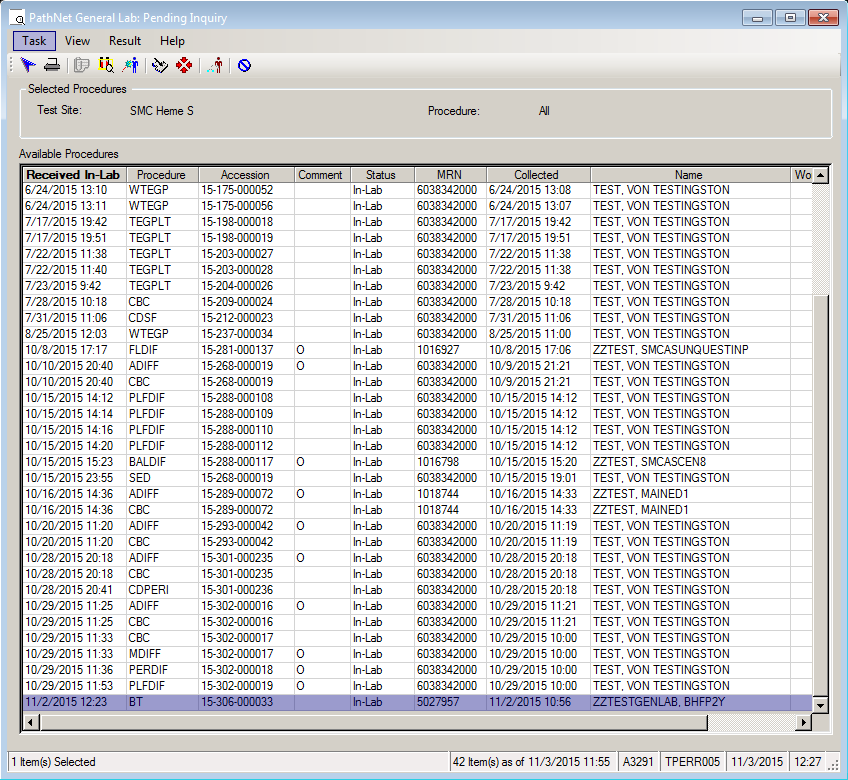 PathNet General Lab: Pending Inquiry
Task View Result Help
Selected Procedures
Test Site: SMC Heme S Procedure: All
Available Procedures
Received In-Lab Procedure Accession Comment Status MRN Collected Name Wo
6/24/2015 13:10 WTEGP 15-175-000052 In-Lab 6038342000 6/24/2015 13:08 TEST, VON TESTINGSTON
6/24/2015 13:11 WTEGP 15-175-000056 In-Lab 6038342000 6/24/2015 13:07 TEST, VON TESTINGSTON
7/17/2015 19:42 TEGPLT 15-198-000018 In-Lab 6038342000 7/17/2015 19:42 TEST, VON TESTINGSTON
7/17/2015 19:51 TEGPLT 15-198-000019 In-Lab 6038342000 7/17/2015 19:51 TEST, VON TESTINGSTON
7/22/2015 11:38 TEGPLT 15-203-000027 In-Lab 6038342000 7/22/2015 11:38 TEST, VON TESTINGSTON
7/22/2015 11:40 TEGPLT 15-203-000028 In-Lab 6038342000 7/22/2015 11:38 TEST, VON TESTINGSTON
7/23/2015 9:42 TEGPLT 15-204-000026 In-Lab 6038342000 7/23/2015 9:42 TEST, VON TESTINGSTON
7/28/2015 10:18 CBC 15-209-000024 In-Lab 6038342000 7/28/2015 10:18 TEST, VON TESTINGSTON
7/31/2015 11:06 CDSF 15-212-000023 In-Lab 6038342000 7/31/2015 11:06 TEST, VON TESTINGSTON
8/25/2015 12:03 WTEGP 15-237-000034 In-Lab 6038342000 8/25/2015 11:00 TEST, VON TESTINGSTON
10/8/2015 17:17 FLDIF 15-281-000137 O In-Lab 1016927 10/8/2015 17:06 ZZTEST, SMCASUNQUESTINP
10/10/2015 20:40 ADIFF 15-268-000019 O In-Lab 6038342000 10/9/2015 21:21 TEST, VON TESTINGSTON
10/10/2015 20:40 CBC 15-268-000019 In-Lab 6038342000 10/9/2015 21:21 TEST, VON TESTINGSTON
10/15/2015 14:12 PLFDIF 15-288-000108 In-Lab 6038342000 10/15/2015 14:12 TEST, VON TESTINGSTON
10/15/2015 14:14 PLFDIF 15-288-000109 In-Lab 6038342000 10/15/2015 14:12 TEST, VON TESTINGSTON
10/15/2015 14:16 PLFDIF 15-288-000110 In-Lab 6038342000 10/15/2015 14:12 TEST, VON TESTINGSTON
10/15/2015 14:20 PLFDIF 15-288-000112 In-Lab 6038342000 10/15/2015 14:12 TEST, VON TESTINGSTON
10/15/2015 15:23 BALDIF 15-288-000117 O In-Lab 1016798 10/15/2015 15:20 ZZTEST, SMCASCEN8
10/15/2015 23:55 SED 15-268-000019 In-Lab 6038342000 10/15/2015 19:01 TEST, VON TESTINGSTON
10/16/2015 14:36 ADIFF 15-289-000072 O In-Lab 1018744 10/16/2015 14:33 ZZTEST, MAINED1
10/16/2015 14:36 CBC 15-289-000072 In-Lab 1018744 10/16/2015 14:33 ZZTEST, MAINED1
10/20/2015 11:20 ADIFF 15-293-000042 O In-Lab 6038342000 10/20/2015 11:19 TEST, VON TESTINGSTON
10/20/2015 11:20 CBC 15-293-000042 In-Lab 6038342000 10/20/2015 11:19 TEST, VON TESTINGSTON
10/28/2015 20:18 ADIFF 15-301-000235 O In-Lab 6038342000 10/28/2015 20:18 TEST, VON TESTINGSTON
10/28/2015 20:18 CBC 15-301-000235 In-Lab 6038342000 10/28/2015 20:18 TEST, VON TESTINGSTON
10/28/2015 20:41 CDPERI 15-301-000236 In-Lab 6038342000 10/28/2015 20:18 TEST, VON TESTINGSTON
10/29/2015 11:25 ADIFF 15-302-000016 O In-Lab 6038342000 10/29/2015 11:21 TEST, VON TESTINGSTON
10/29/2015 11:25 CBC 15-302-000016 In-Lab 6038342000 10/29/2015 11:21 TEST, VON TESTINGSTON
10/29/2015 11:33 CBC 15-302-000017 In-Lab 6038342000 10/29/2015 10:00 TEST, VON TESTINGSTON
10/29/2015 11:33 MDIFF 15-302-000017 O In-Lab 6038342000 10/29/2015 10:00 TEST, VON TESTINGSTON
10/29/2015 11:36 PERDIF 15-302-000018 O In-Lab 6038342000 10/29/2015 10:00 TEST, VON TESTINGSTON
10/29/2015 11:53 PLFDIF 15-302-000019 O In-Lab 6038342000 10/29/2015 10:00 TEST, VON TESTINGSTON
11/2/2015 12:23 BT 15-306-000033 In-Lab 5027957 11/2/2015 10:56 ZZTESTGENLAB, BHFP2Y
1 Item(s) Selected 42 Item(s) as of 11/3/2015 11:55 A3291 TPERR005 11/3/2015 12:27